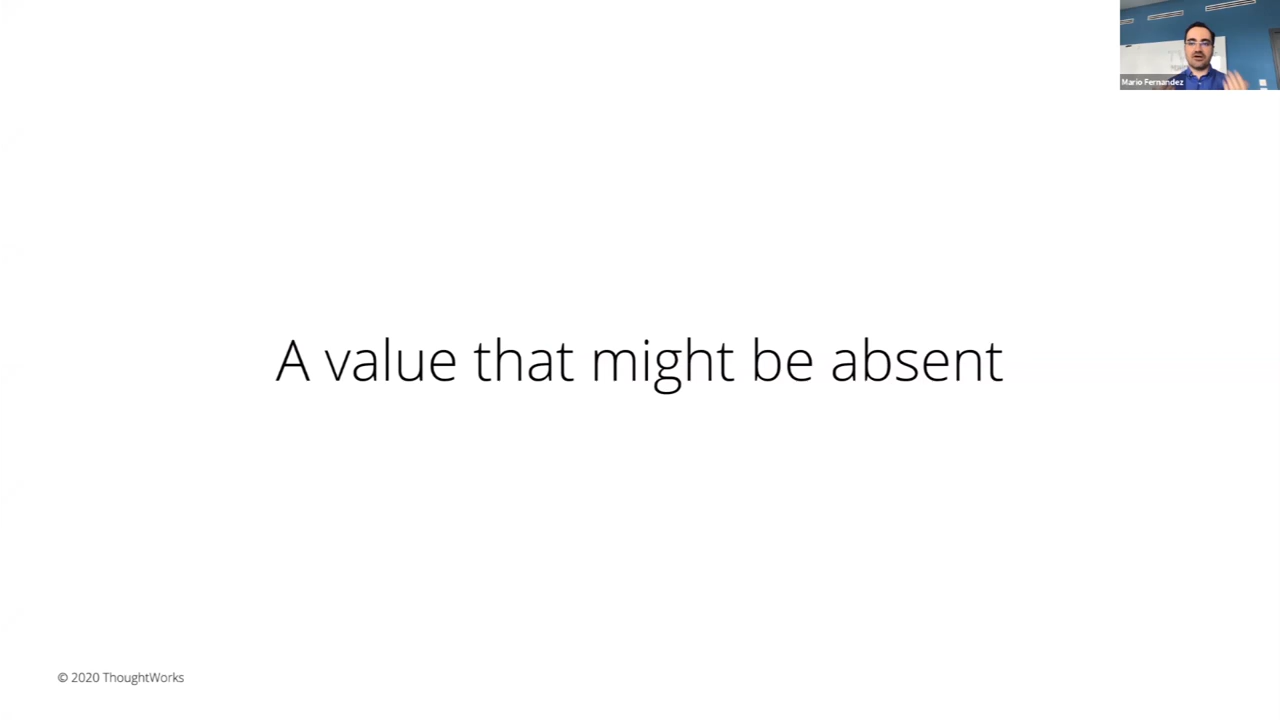 Mario Fernandez
A value that might be absent
© 2020 ThoughtWorks